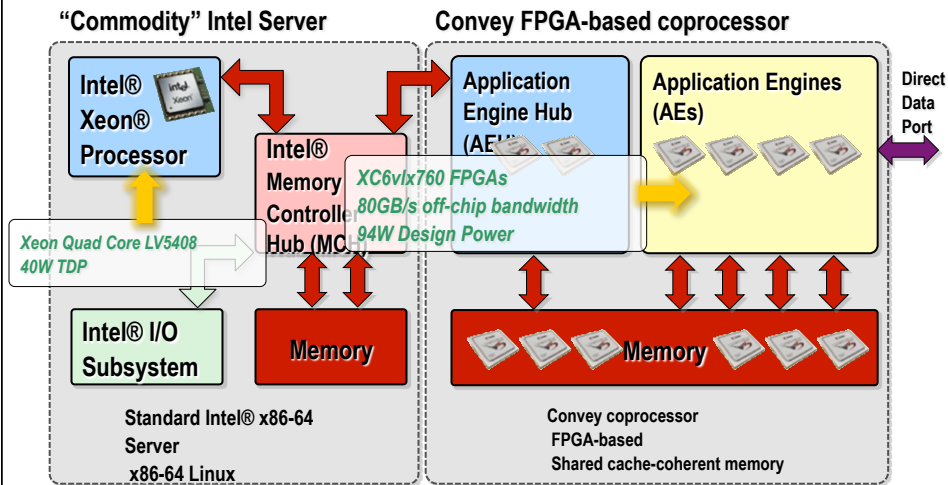 “Commodity” Intel Server
Convey FPGA-based coprocessor
Intel®
Xeon®
Processor
intel
Xeon
Intel®
Memory
Controller
Hub (MCH)
Application
Engine Hub
(AEH)
Application Engines
(AEs)
Direct
Data
Port
XC6vlx760 FPGAs
80GB/s off-chip bandwidth
94W Design Power
Xeon Quad Core LV5408
40W TDP
Intel® I/O
Subsystem
Memory
Memory
Standard Intel® x86-64
Server
x86-64 Linux
Convey coprocessor
FPGA-based
Shared cache-coherent memory